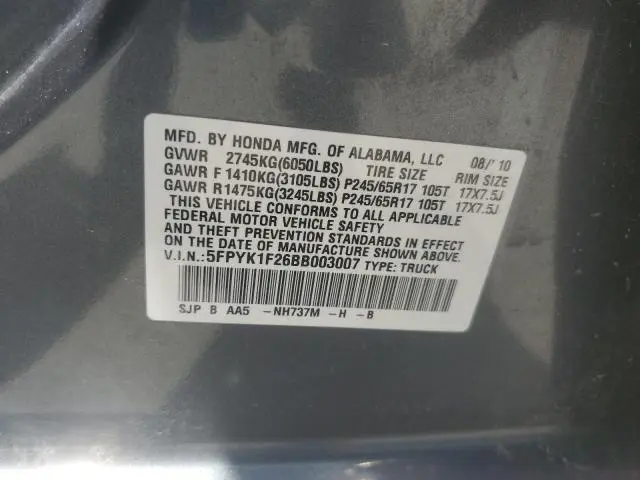 MFD. BY HONDA MFG. OF ALABAMA, LLC 08/'10
GVWR 2745KG(6050LBS) TIRE SIZE RIM SIZE
GAWR F 1410KG(3105LBS) P245/65R17 105T 17X7.5J
GAWR R 1475KG(3245LBS) P245/65R17 105T 17X7.5J
THIS VEHICLE CONFORMS TO ALL APPLICABLE
FEDERAL MOTOR VEHICLE SAFETY
AND THEFT PREVENTION STANDARDS IN EFFECT
ON THE DATE OF MANUFACTURE SHOWN ABOVE.
V.I.N.:5FPYK1F26BB003007 TYPE: TRUCK
SJP B AA5 -NH737M -H -B